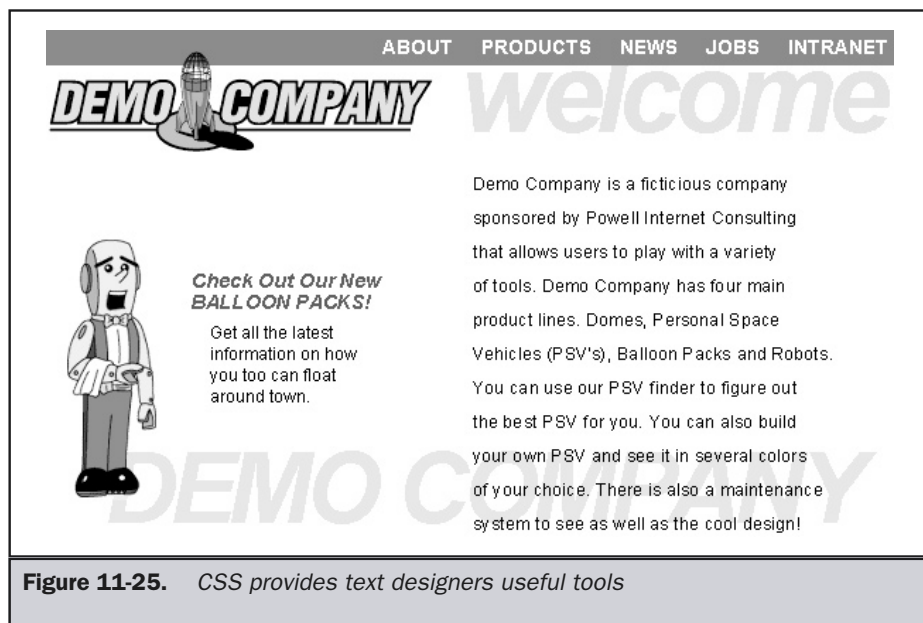 ABOUT PRODUCTS NEWS JOBS INTRANET
DEMO COMPANY
welcome
Demo Company is a ficticious company
sponsored by Powell Internet Consulting
that allows users to play with a variety
of tools. Demo Company has four main
product lines. Domes, Personal Space
Vehicles (PSV's), Balloon Packs and Robots.
You can use our PSV finder to figure out
the best PSV for you. You can also build
your own PSV and see it in several colors
of your choice. There is also a maintenance
system to see as well as the cool design!
Check Out Our New
BALLOON PACKS!
Get all the latest
information on how
you too can float
around town.
DEMO COMPANY
Figure 11-25. CSS provides text designers useful tools